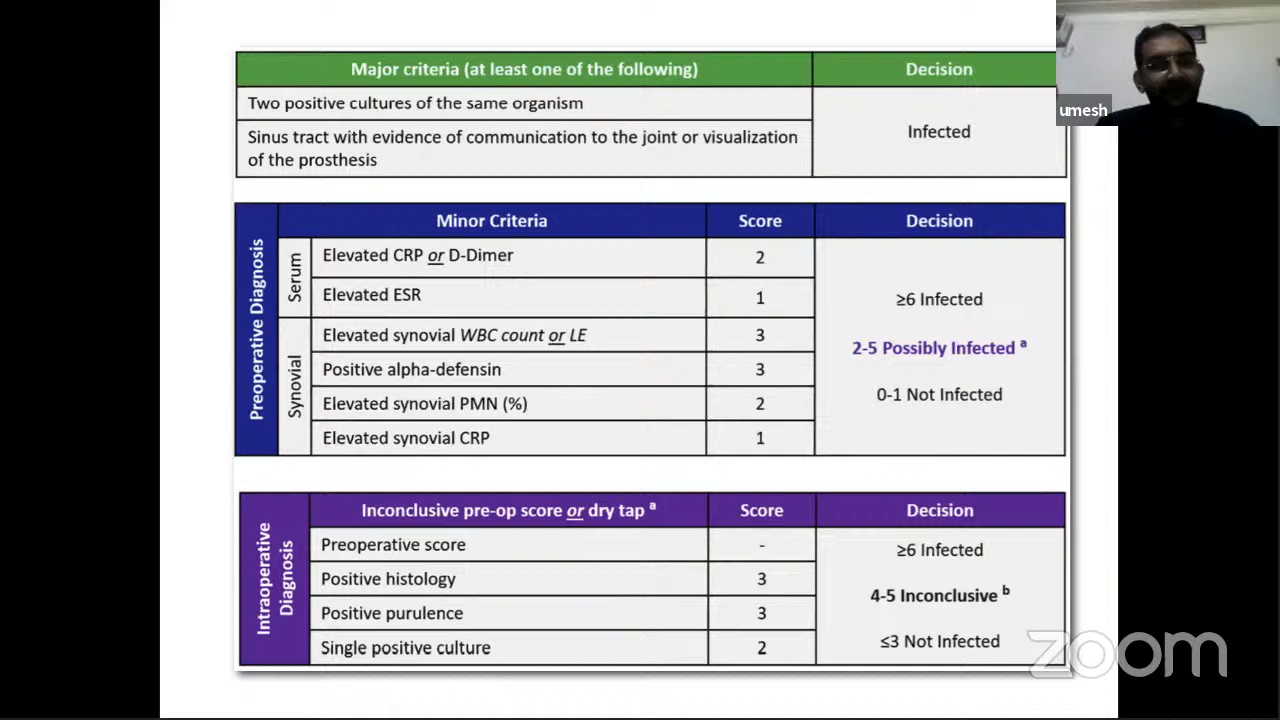 Major criteria (at least one of the following) Decision
Two positive cultures of the same organism
Infected
Sinus tract with evidence of communication to the joint or visualization
of the prosthesis
Minor Criteria Score Decision
Preoperative Diagnosis
Serum
Elevated CRP or D-Dimer 2
Elevated ESR 1
Synovial
Elevated synovial WBC count or LE 3
Positive alpha-defensin 3
Elevated synovial PMN (%) 2
Elevated synovial CRP 1
≥6 Infected
2-5 Possibly Infected ª
0-1 Not Infected
Inconclusive pre-op score or dry tap ª Score Decision
Intraoperative
Diagnosis
Preoperative score -
Positive histology 3
Positive purulence 3
Single positive culture 2
≥6 Infected
4-5 Inconclusive ᵇ
≤3 Not Infected
umesh
zoom